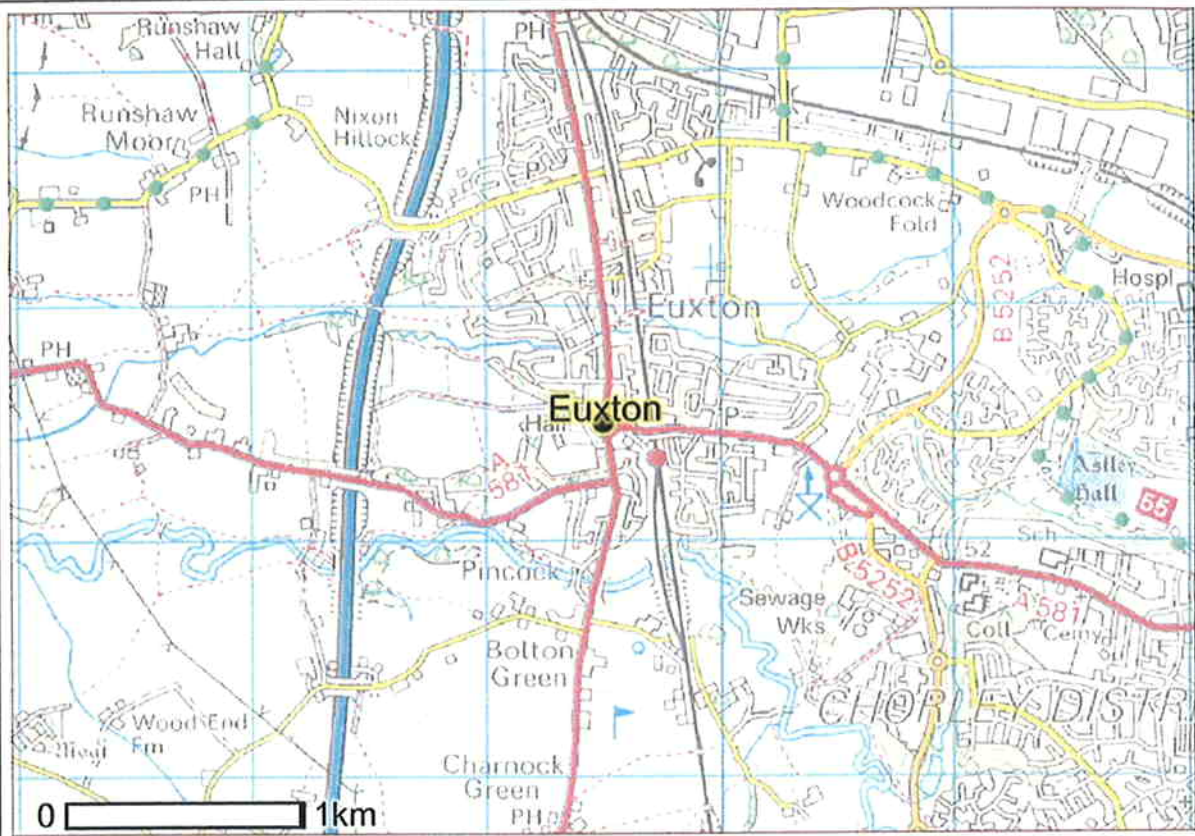 PH
Runshaw
Hall
Runshaw
Moor
Nixon
Hillock
PH
P
Woodcock
Fold
B 5252
Hospl
Euxton
PH
Euxton
Hall
P
A
581
Astley
Hall
55
Sch
52
Pincock
B 5252
A 581
Sewage
Wks
Coll
Cemy
Bolton
Green
CHORLEY DISTR
Wood End
Fm
Moat
Charnock
Green
PH
0
1km